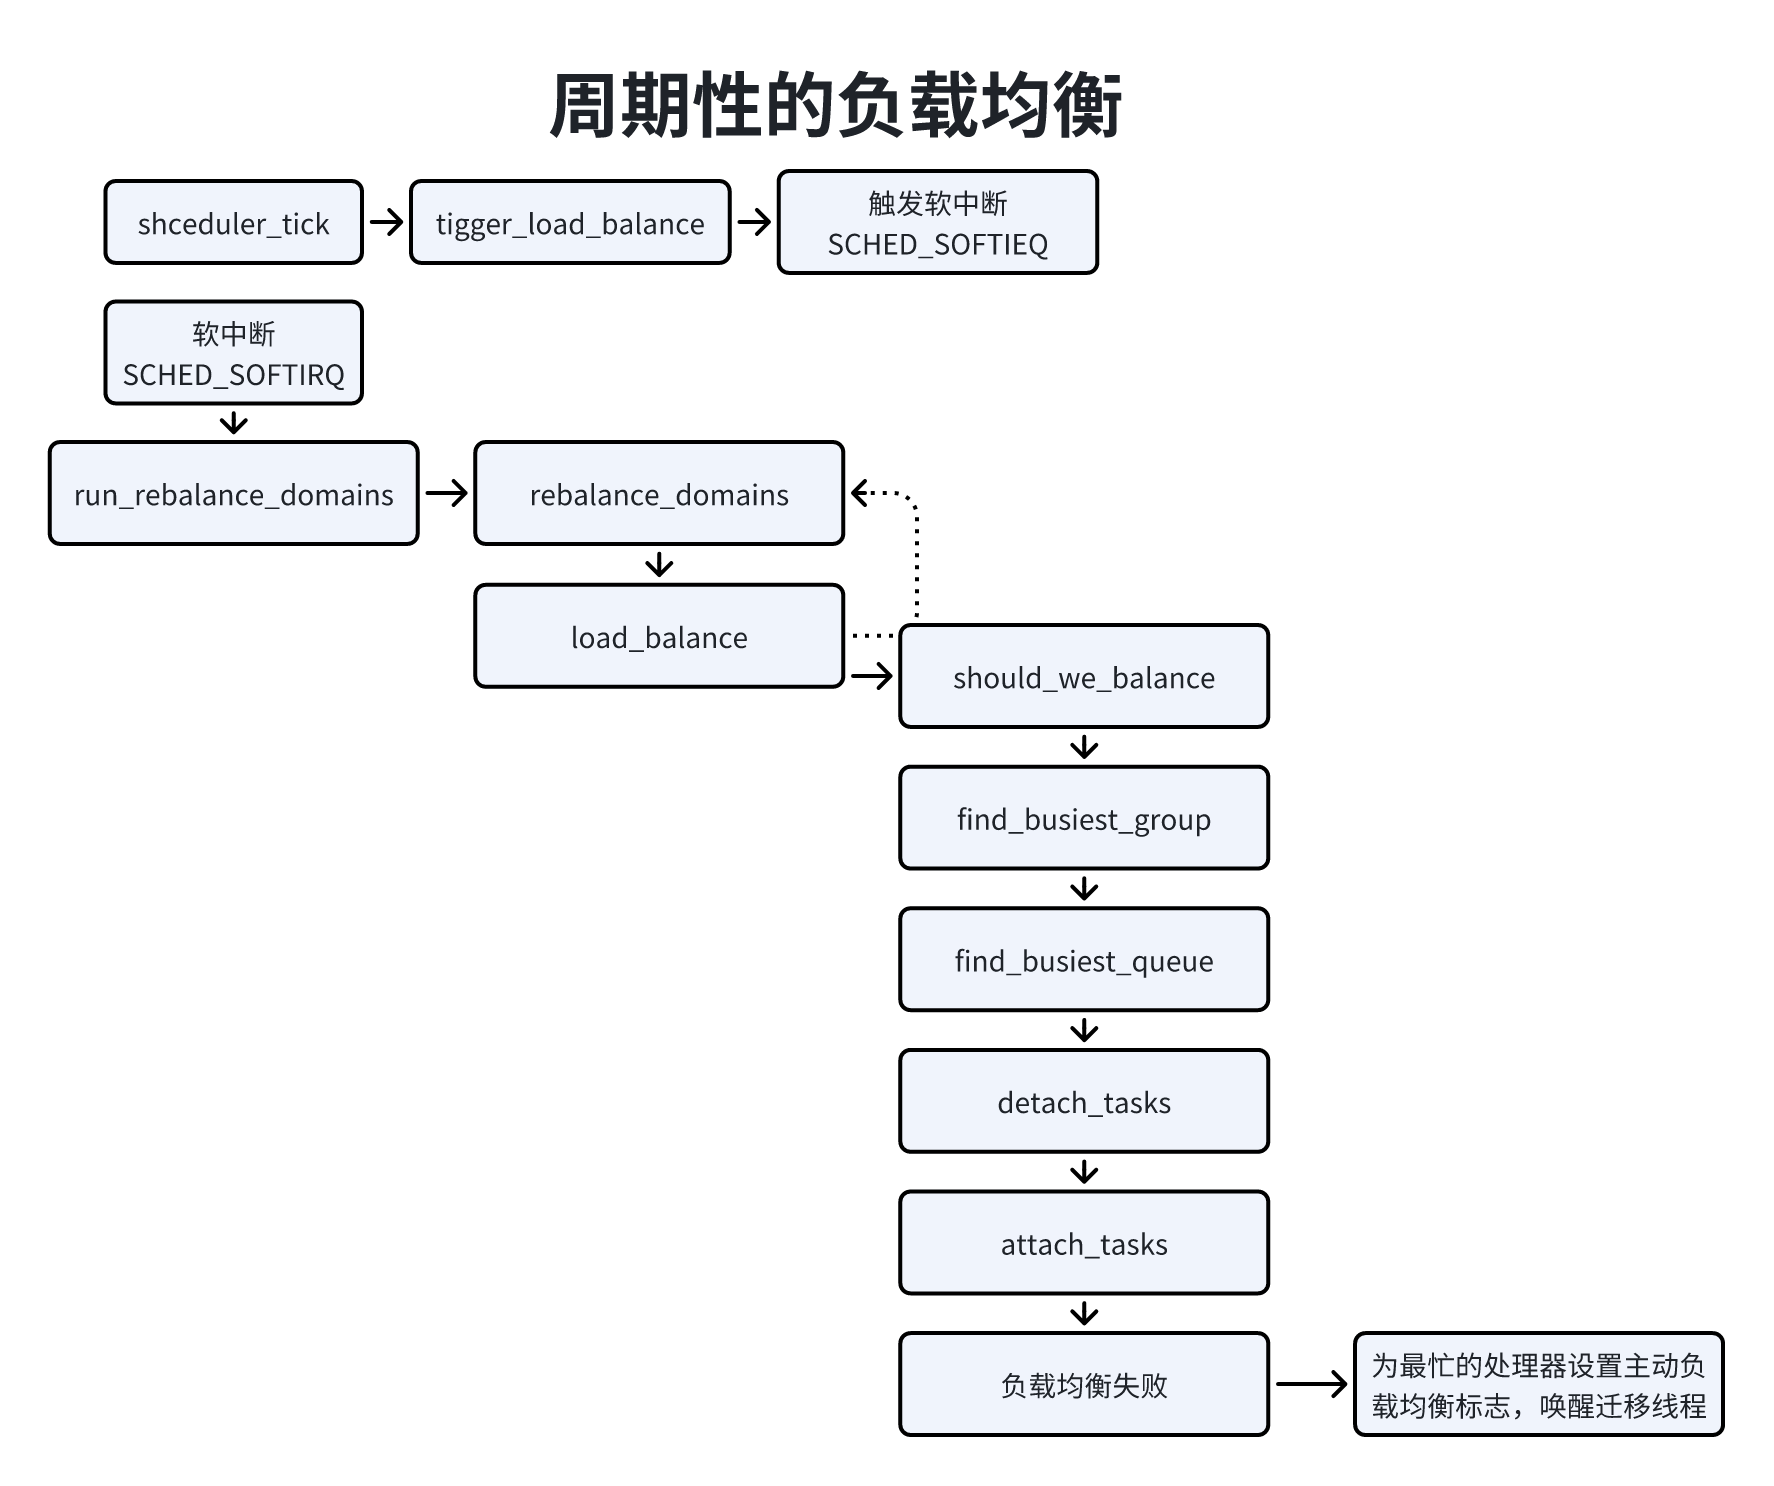 周期性的负载均衡
shceduler_tick
tigger_load_balance
触发软中断
SCHED_SOFTIEQ
软中断
SCHED_SOFTIRQ
run_rebalance_domains
rebalance_domains
load_balance
should_we_balance
find_busiest_group
find_busiest_queue
detach_tasks
attach_tasks
负载均衡失败
为最忙的处理器设置主动负
载均衡标志，唤醒迁移线程